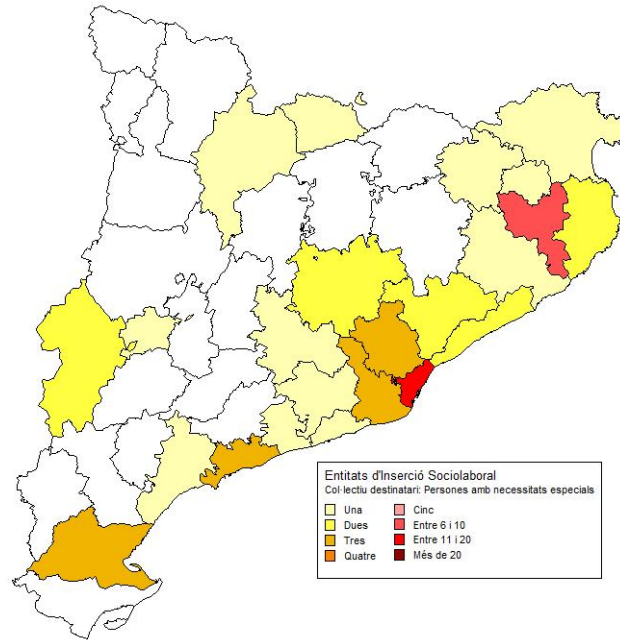 Entitats d'Inserció Sociolaboral
Col·lectiu destinatari: Persones amb necessitats especials
Una
Dues
Tres
Quatre
Cinc
Entre 6 i 10
Entre 11 i 20
Més de 20